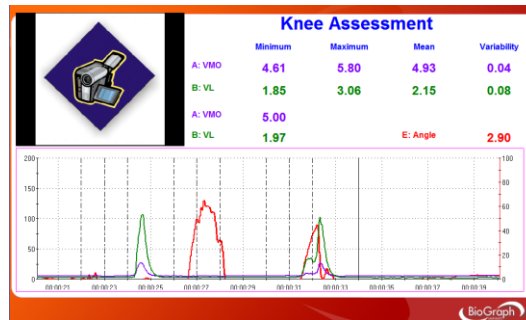 Knee Assessment
Minimum Maximum Mean Variability
A: VMO 4.61 5.80 4.93 0.04
B: VL 1.85 3.06 2.15 0.08
A: VMO 5.00
B: VL 1.97 E: Angle 2.90
200 100
150 80
100 60
50 40
20
0 0
00:00:21 00:00:23 00:00:25 00:00:27 00:00:29 00:00:31 00:00:33 00:00:35 00:00:37 00:00:39
BioGraph